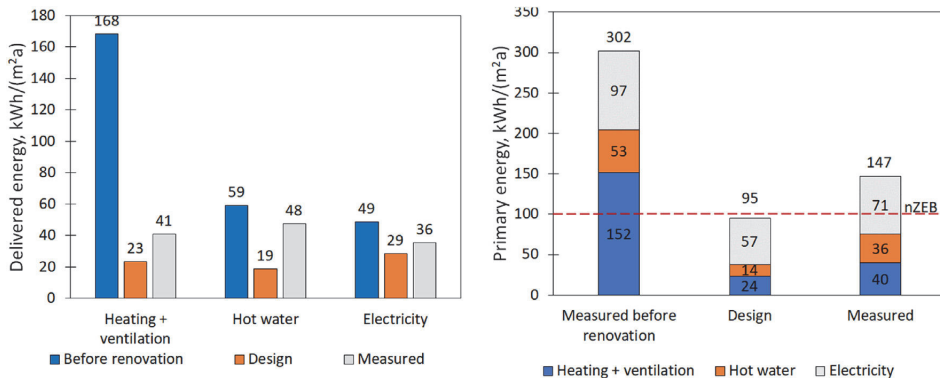 Delivered energy, kWh/(m²a)
180
160
140
120
100
80
60
40
20
0
168
23
41
59
19
48
49
29
36
Heating +
ventilation
Hot water
Electricity
Before renovation
Design
Measured
Primary energy, kWh/(m²a)
350
300
250
200
150
100
50
0
302
97
53
152
95
57
14
24
147
71
36
40
nZEB
Measured before
renovation
Design
Measured
Heating + ventilation
Hot water
Electricity